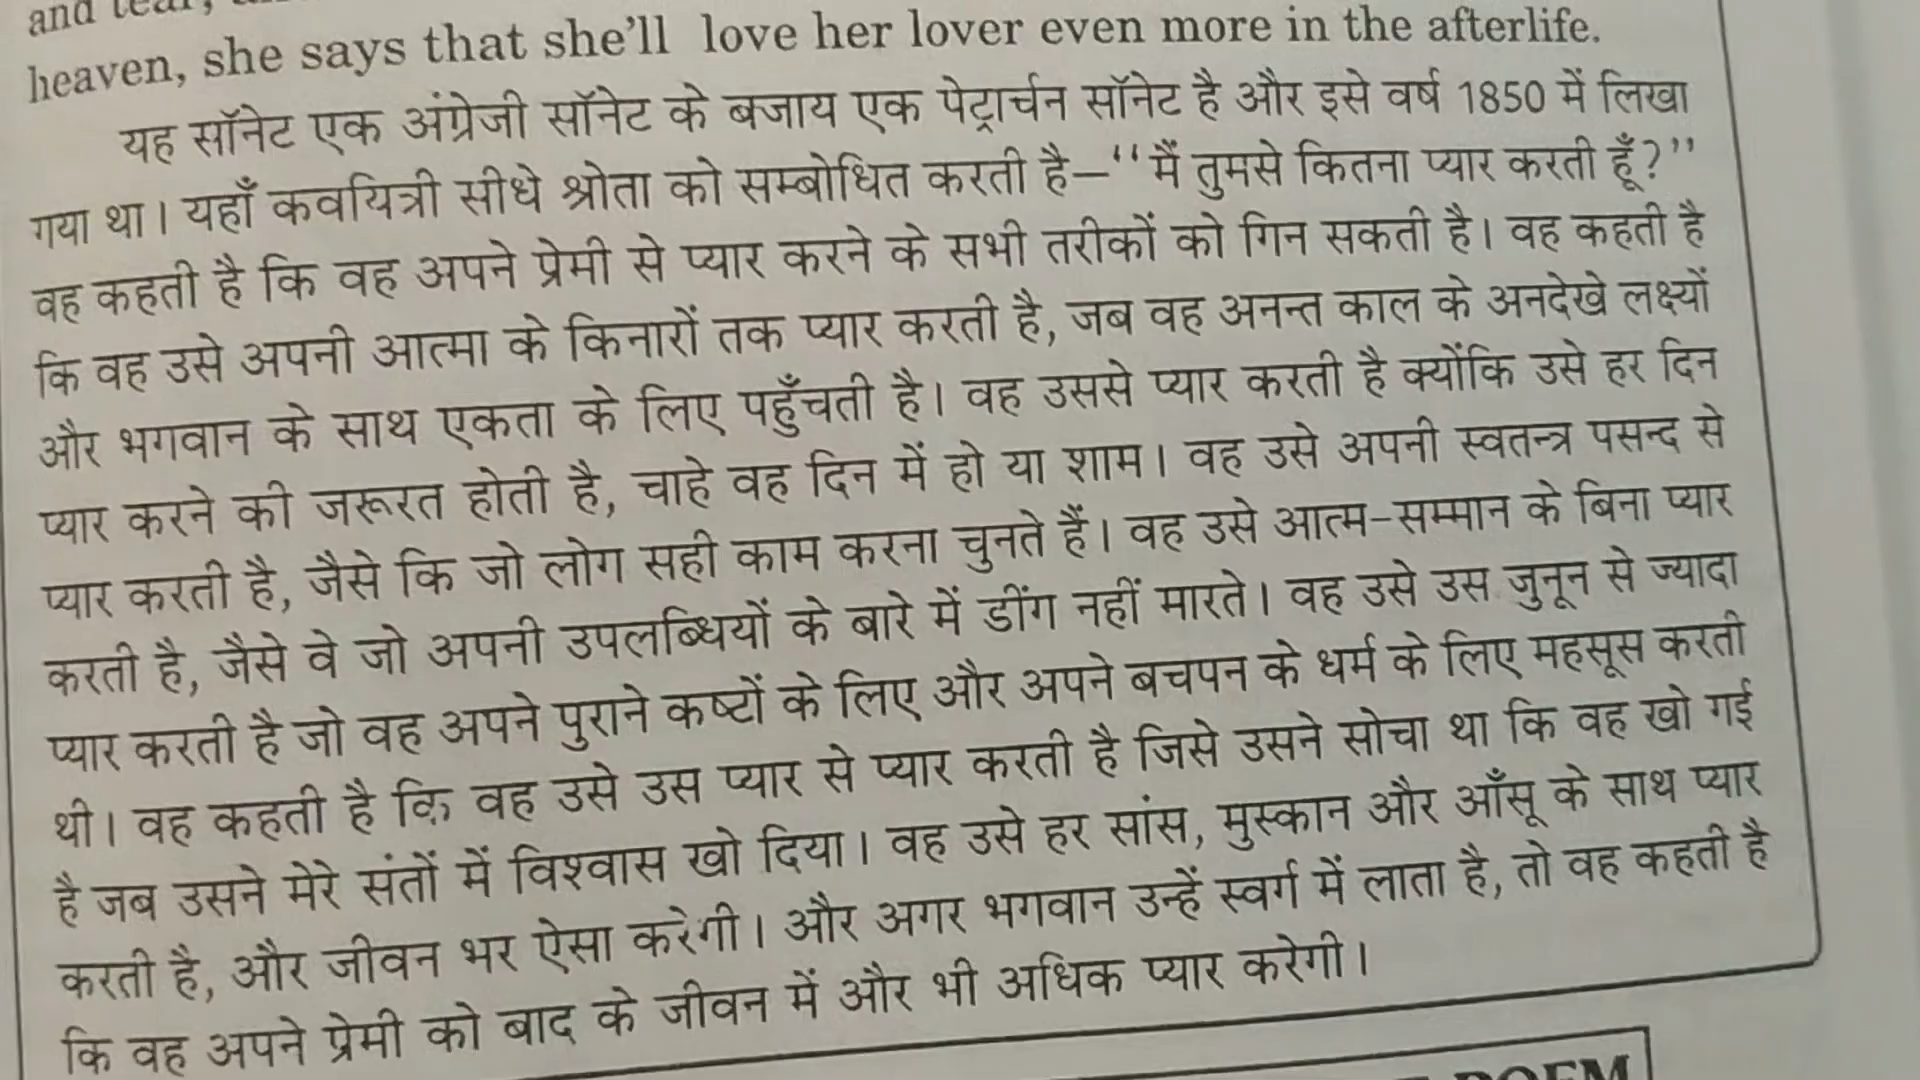 and
heaven, she says that she'll love her lover even more in the afterlife.
यह सॉनेट एक अंग्रेजी सॉनेट के बजाय एक पेट्रार्चन सॉनेट है और इसे वर्ष 1850 में लिखा
गया था। यहाँ कवयित्री सीधे श्रोता को सम्बोधित करती है—“मैं तुमसे कितना प्यार करती हूँ?”
वह कहती है कि वह अपने प्रेमी से प्यार करने के सभी तरीकों को गिन सकती है। वह कहती है
कि वह उसे अपनी आत्मा के किनारों तक प्यार करती है, जब वह अनन्त काल के अनदेखे लक्ष्यों
और भगवान के साथ एकता के लिए पहुँचती है। वह उससे प्यार करती है क्योंकि उसे हर दिन
प्यार करने की जरूरत होती है, चाहे वह दिन में हो या शाम। वह उसे अपनी स्वतन्त्र पसन्द से
प्यार करती है, जैसे कि जो लोग सही काम करना चुनते हैं। वह उसे आत्म-सम्मान के बिना प्यार
करती है, जैसे वे जो अपनी उपलब्धियों के बारे में डींग नहीं मारते। वह उसे उस जुनून से ज्यादा
प्यार करती है जो वह अपने पुराने कष्टों के लिए और अपने बचपन के धर्म के लिए महसूस करती
थी। वह कहती है कि वह उसे उस प्यार से प्यार करती है जिसे उसने सोचा था कि वह खो गई
है जब उसने मेरे संतों में विश्वास खो दिया। वह उसे हर सांस, मुस्कान और आँसू के साथ प्यार
करती है, और जीवन भर ऐसा करेगी। और अगर भगवान उन्हें स्वर्ग में लाता है, तो वह कहती है
कि वह अपने प्रेमी को बाद के जीवन में और भी अधिक प्यार करेगी।
POEM